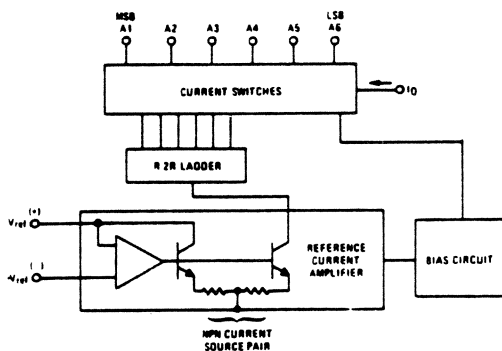 MSB LSB
A1 A2 A3 A4 A5 A6
CURRENT SWITCHES
IO
R 2R LADDER
Vref (+)
-Vref (-)
REFERENCE
CURRENT
AMPLIFIER
BIAS CIRCUIT
NPN CURRENT
SOURCE PAIR